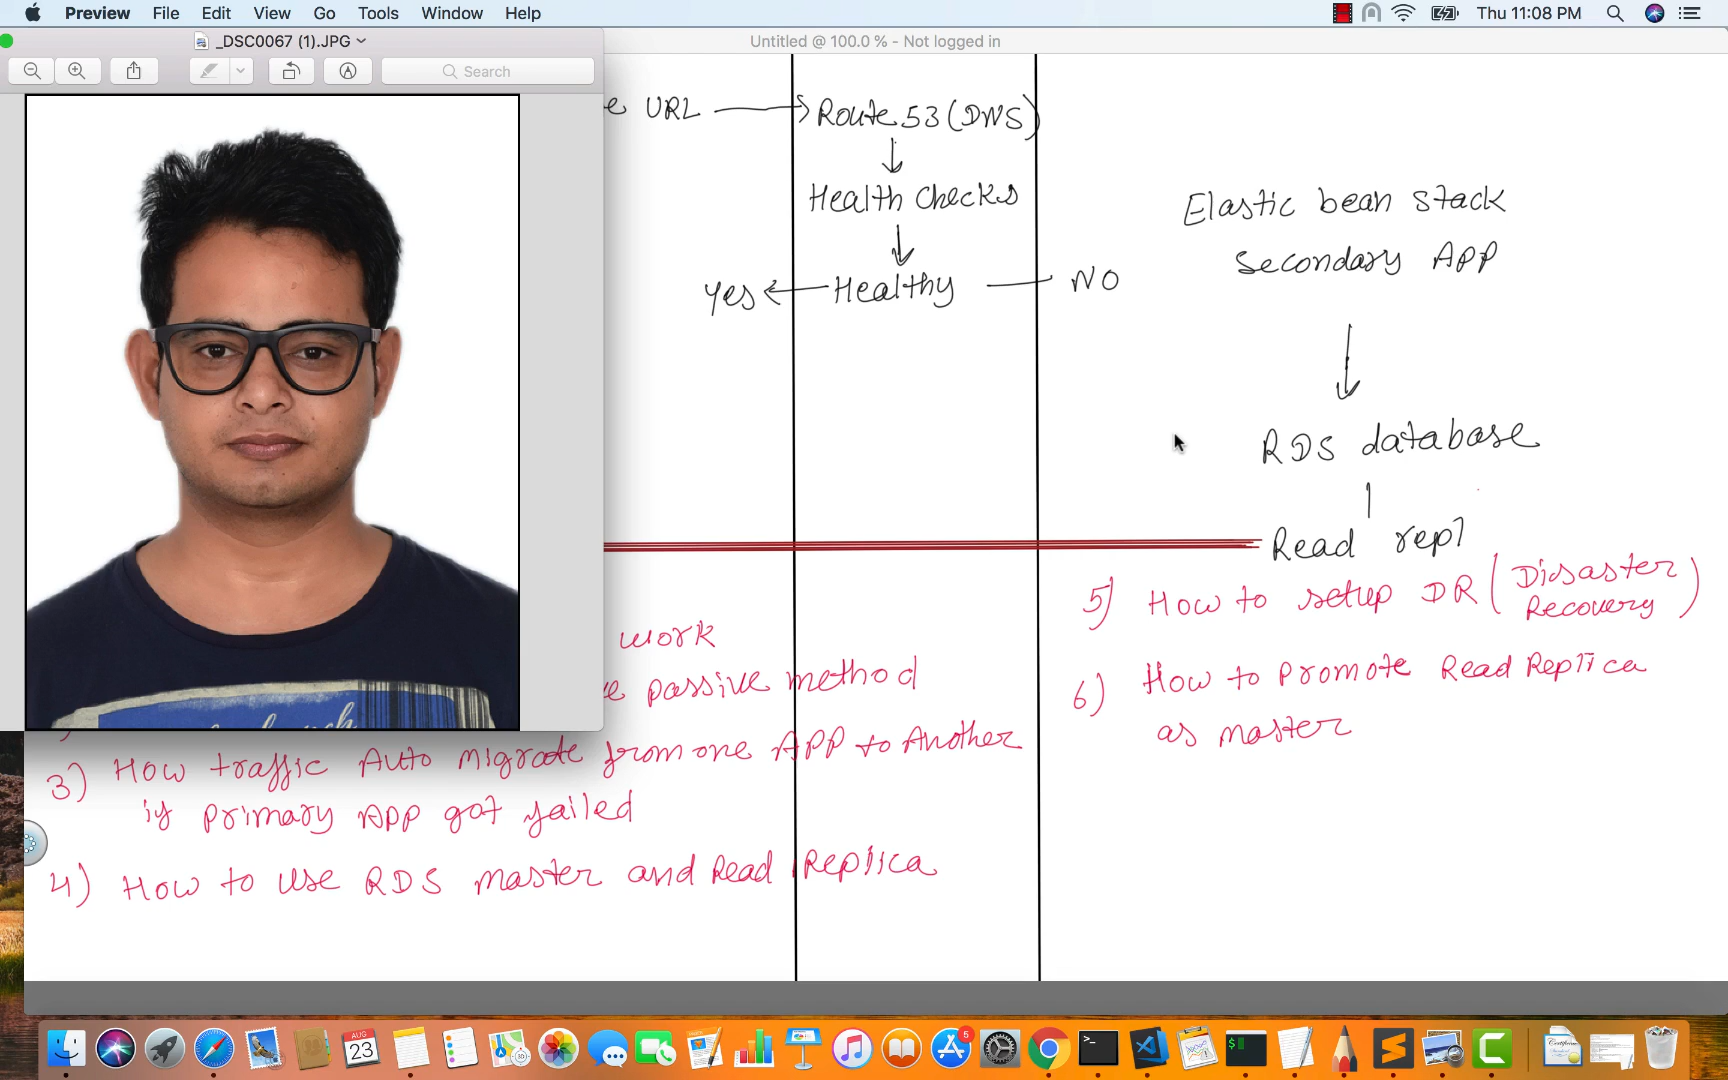 Preview File Edit View Go Tools Window Help
Thu 11:08 PM
_DSC0067 (1).JPG
Search
Untitled @ 100.0 % - Not logged in
e URL
Route 53 (DNS)
Health Checks
Yes
Healthy
NO
Elastic bean stack
secondary APP
RDS database
Read repl
work
e passive method
3) How traffic Auto migrate from one APP to Another
if primary APP got failed
4) How to use RDS master and Read Replica
5) How to setup DR (Disaster
Recovery)
6) How to promote Read Replica
as master
AUG
23
5